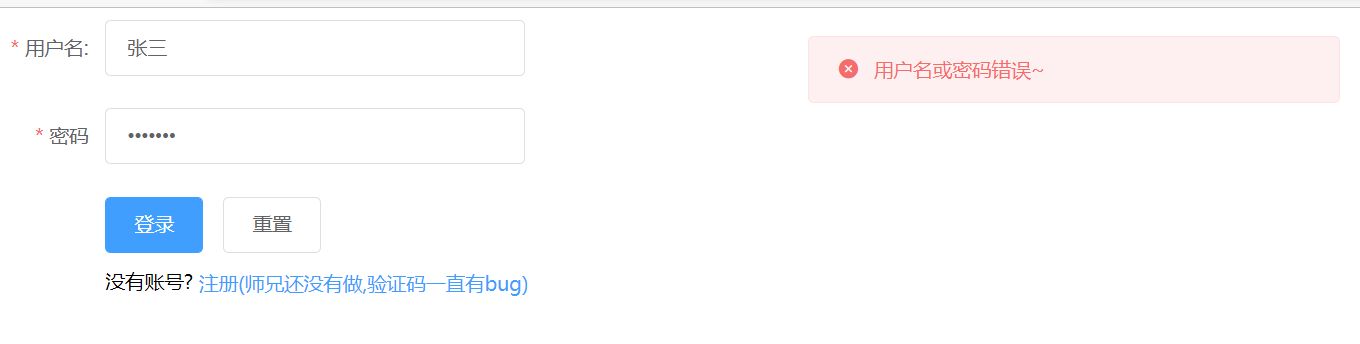 * 用户名: 张三
用户名或密码错误~
* 密码 •••••••
登录 重置
没有账号? 注册(师兄还没有做,验证码一直有bug)